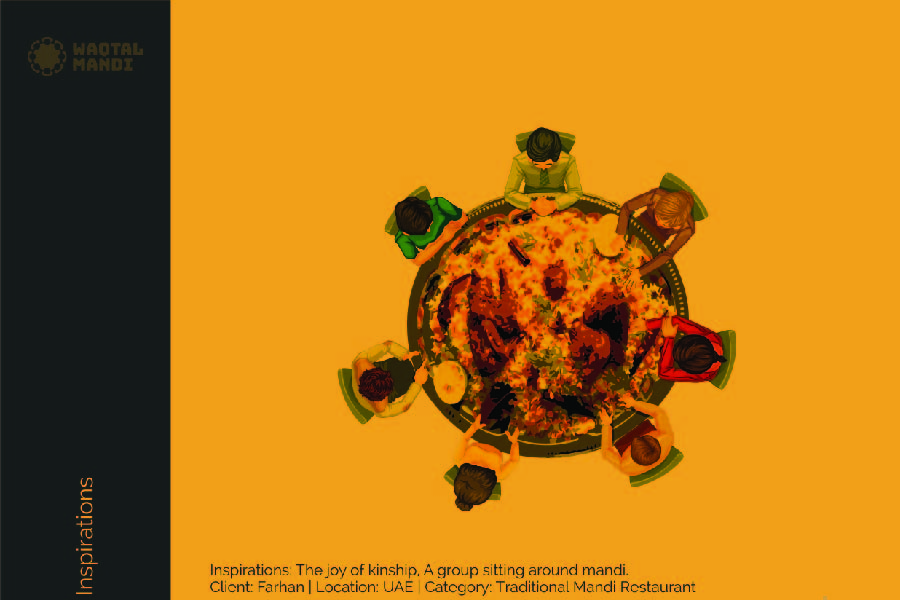 WAQTAL
MANDI
Inspirations
Inspirations: The joy of kinship, A group sitting around mandi.
Client: Farhan | Location: UAE | Category: Traditional Mandi Restaurant